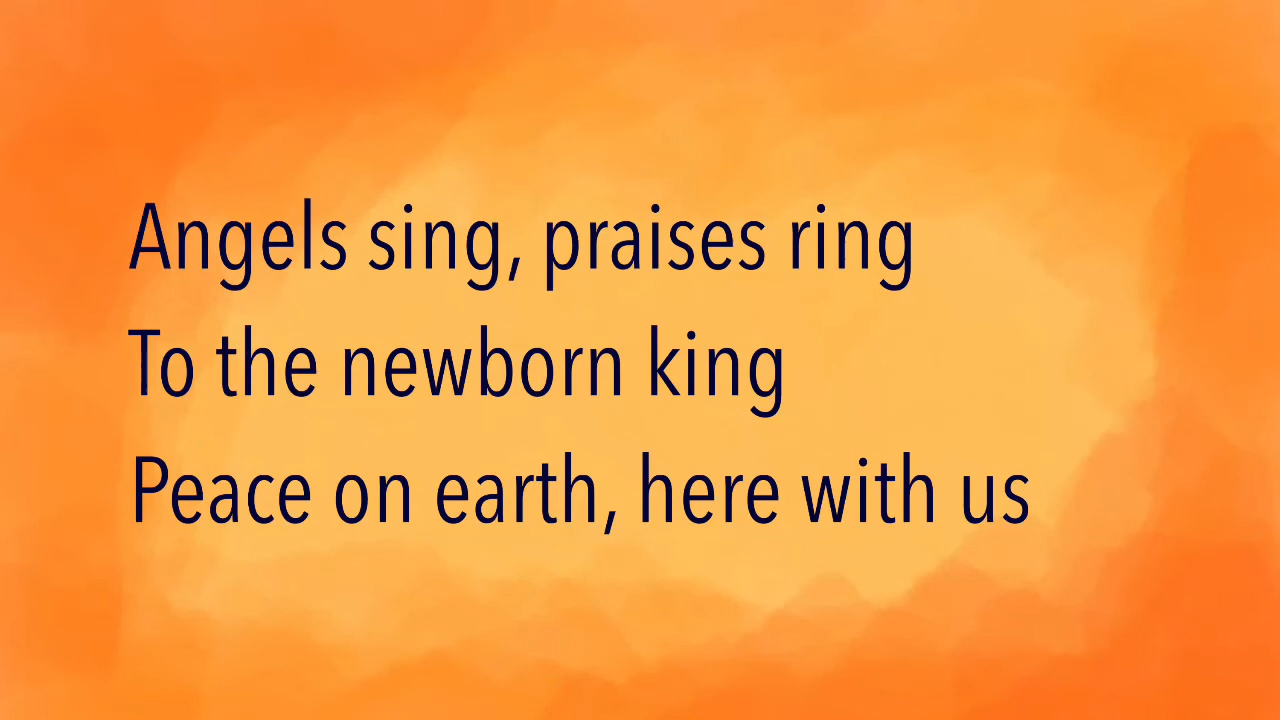 Angels sing, praises ring
To the newborn king
Peace on earth, here with us